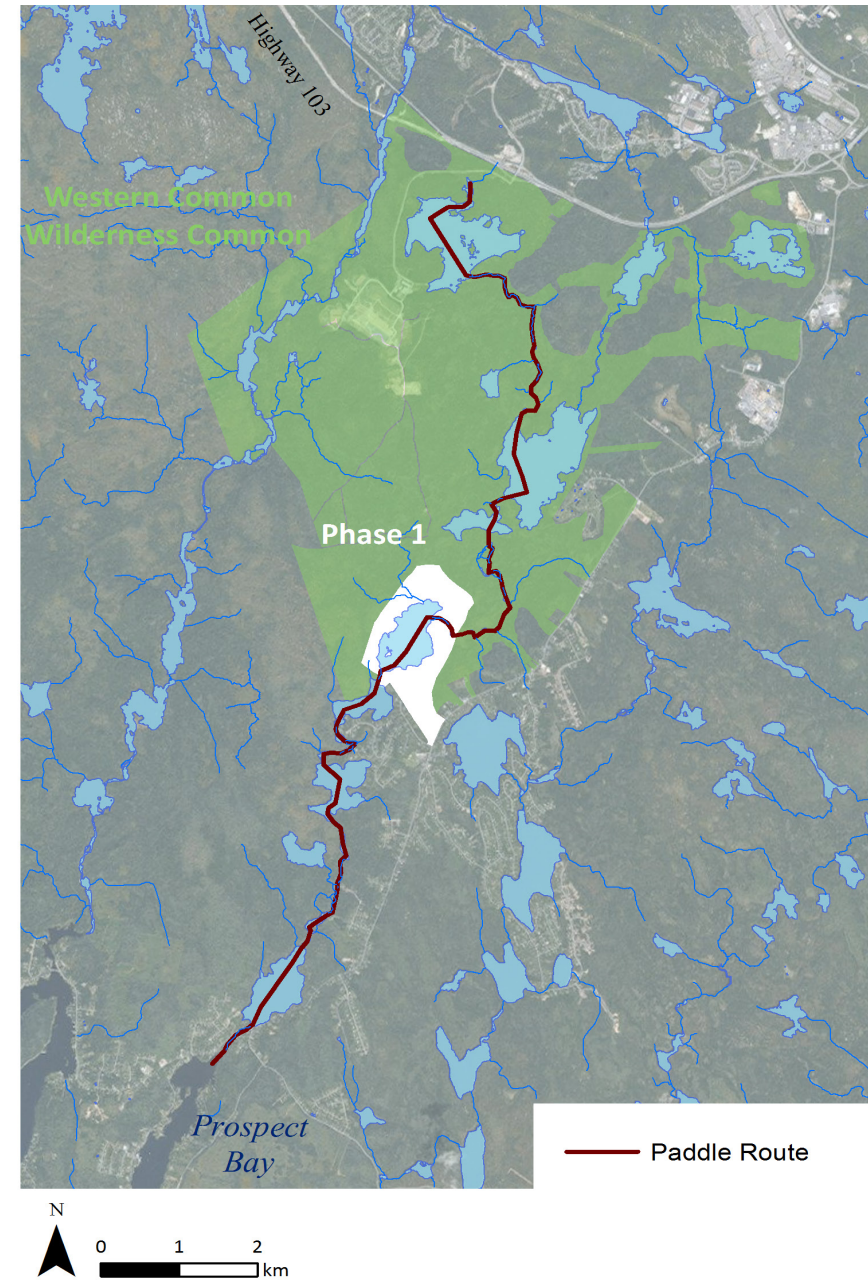 Highway 103
Western Common
Wilderness Common
Phase 1
Prospect
Bay
Paddle Route
N
0 1 2
km